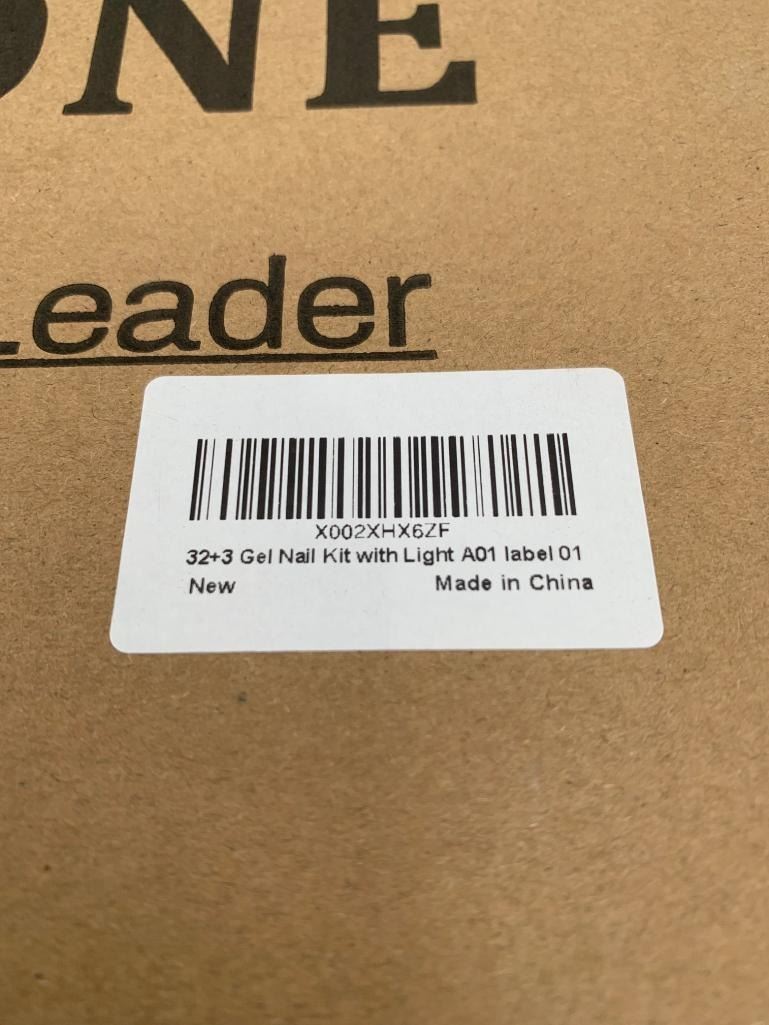 ONE
Leader
X002XHX6ZF
32+3 Gel Nail Kit with Light A01 label 01
New Made in China